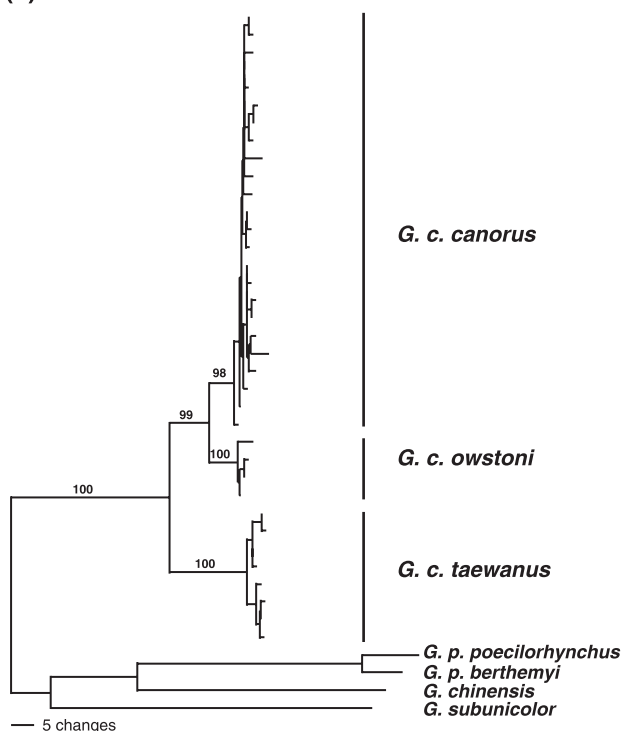 G. c. canorus
98
99
100
G. c. owstoni
100
100
G. c. taewanus
G. p. poecilorhynchus
G. p. berthemyi
G. chinensis
G. subunicolor
5 changes